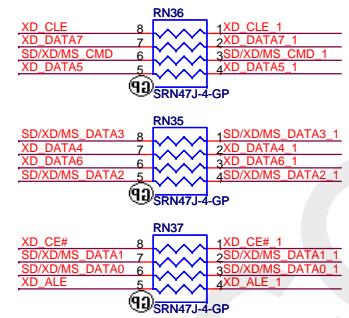 RN36
XD_CLE 8 1 XD_CLE_1
XD_DATA7 7 2 XD_DATA7_1
SD/XD/MS_CMD 6 3 SD/XD/MS_CMD_1
XD_DATA5 5 4 XD_DATA5_1
SRN47J-4-GP
RN35
SD/XD/MS_DATA3 8 1 SD/XD/MS_DATA3_1
XD_DATA4 7 2 XD_DATA4_1
XD_DATA6 6 3 XD_DATA6_1
SD/XD/MS_DATA2 5 4 SD/XD/MS_DATA2_1
SRN47J-4-GP
RN37
XD_CE# 8 1 XD_CE#_1
SD/XD/MS_DATA1 7 2 SD/XD/MS_DATA1_1
SD/XD/MS_DATA0 6 3 SD/XD/MS_DATA0_1
XD_ALE 5 4 XD_ALE_1
SRN47J-4-GP